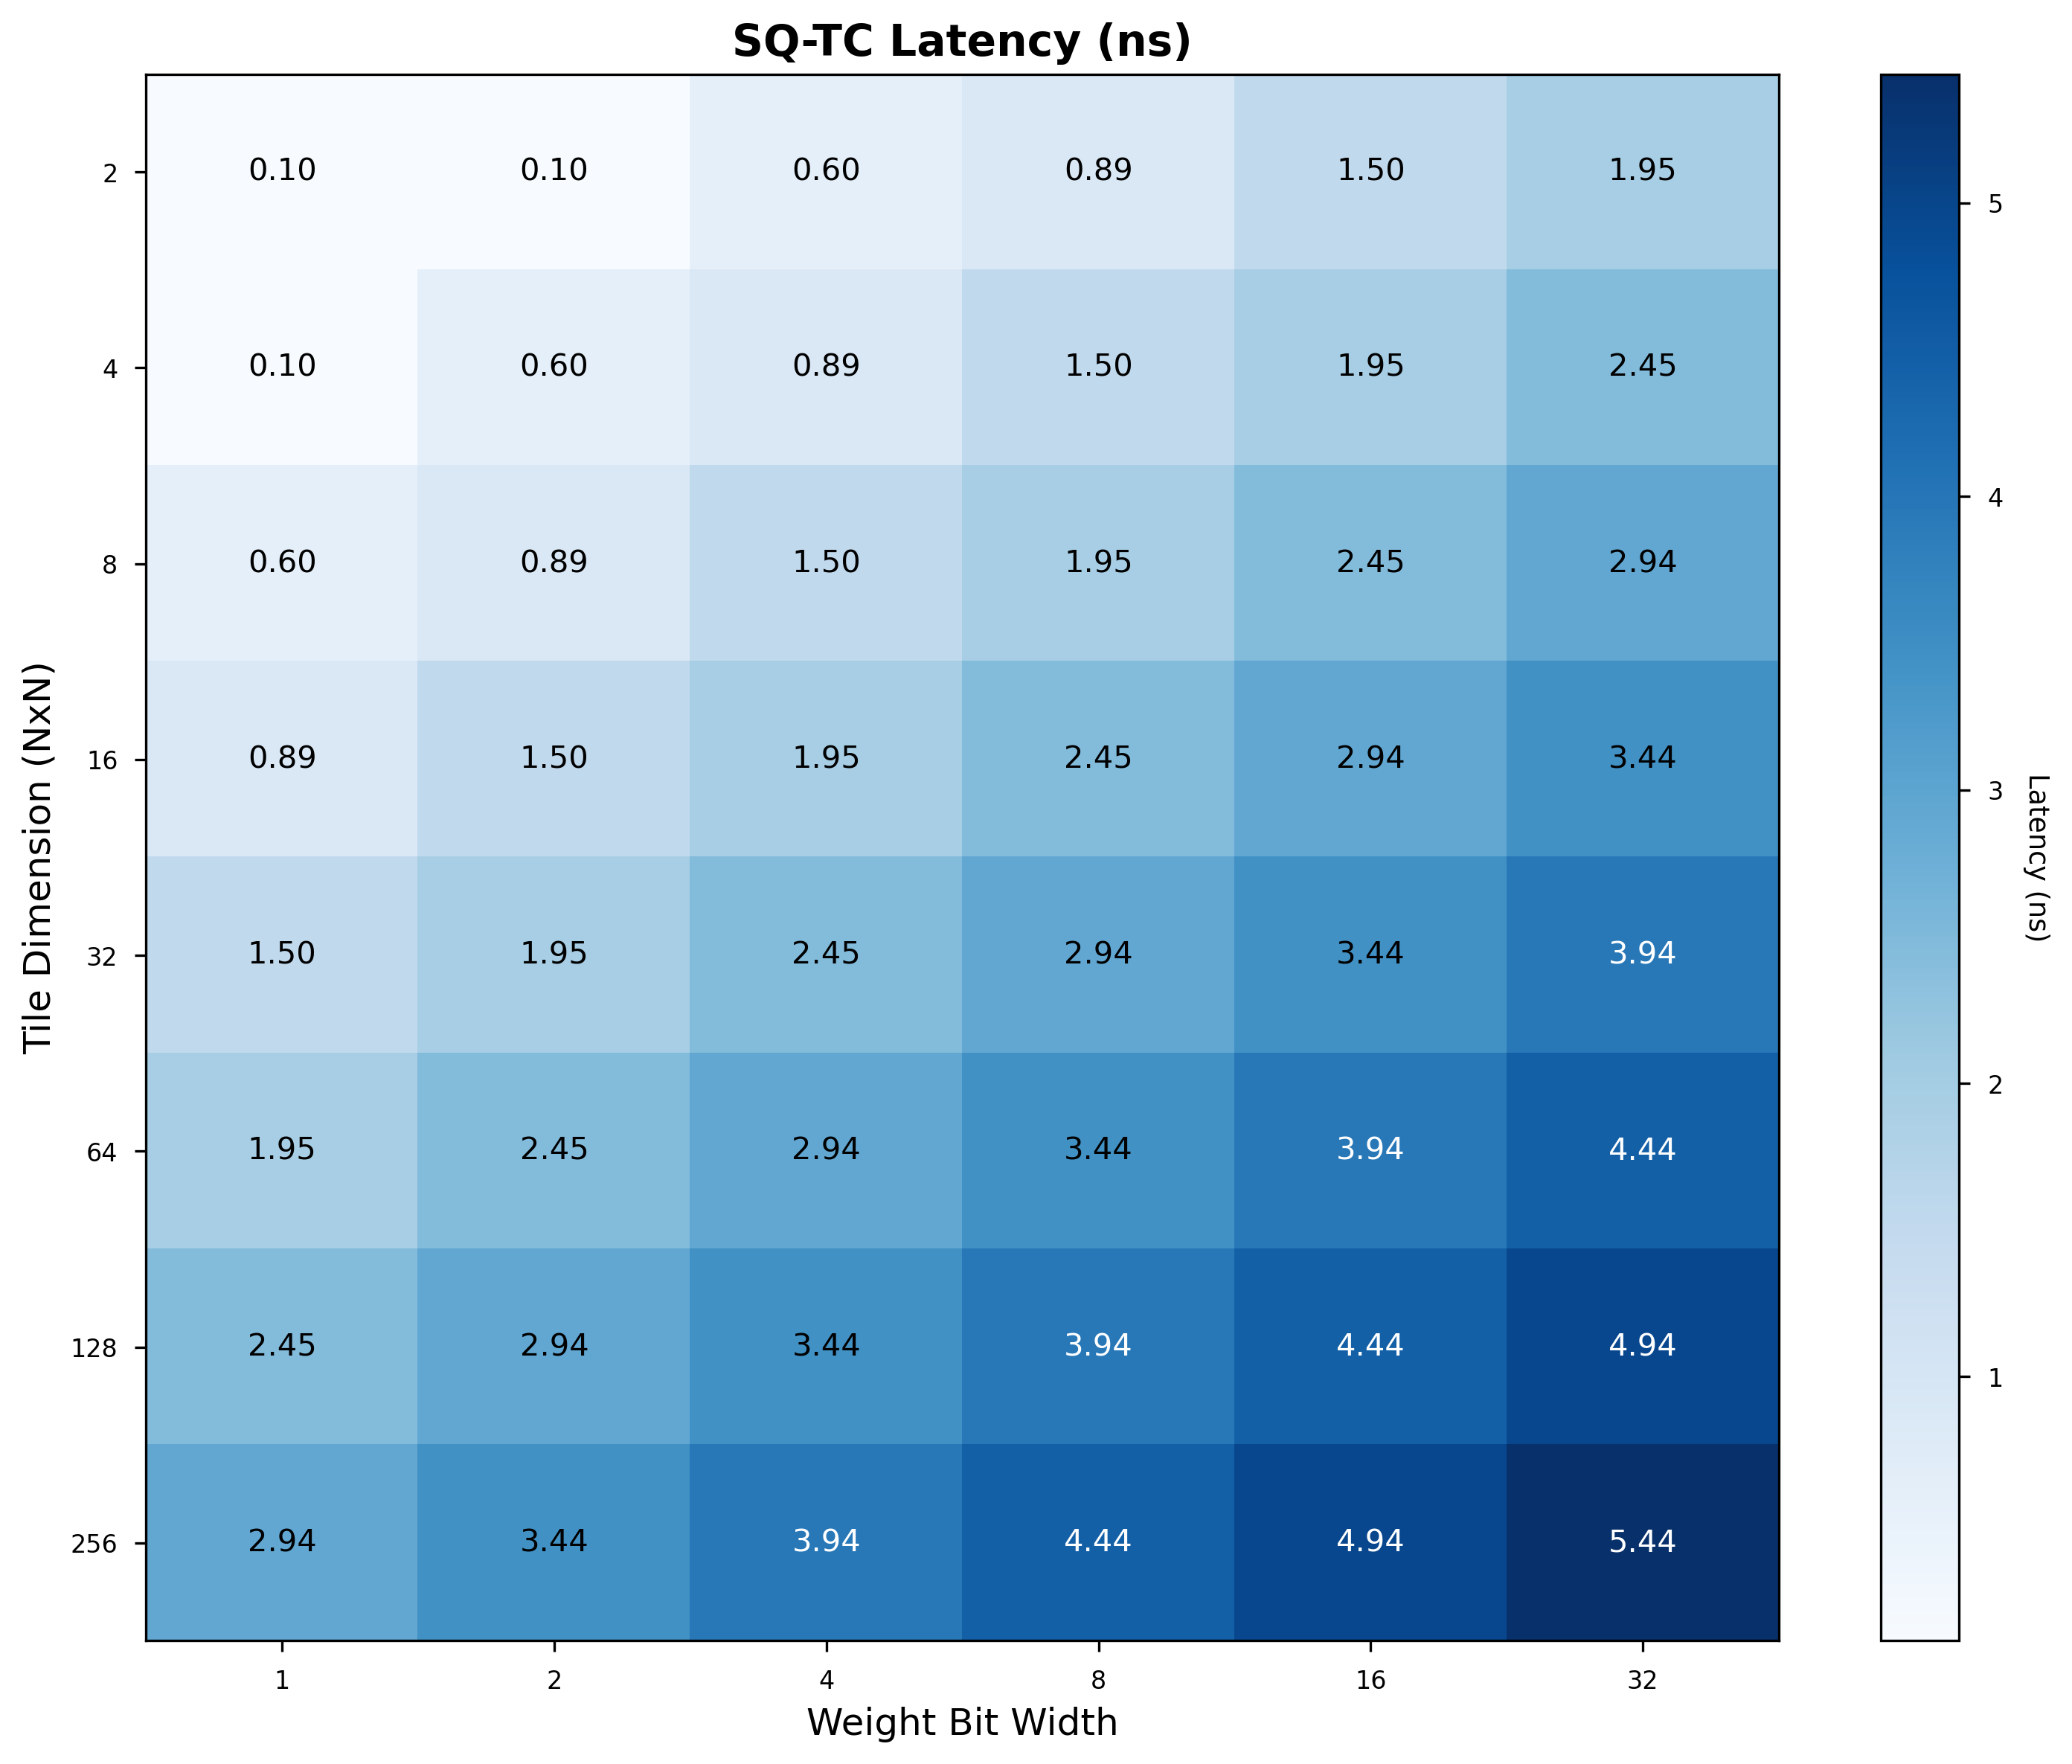 SQ-TC Latency (ns)
2 0.10 0.10 0.60 0.89 1.50 1.95
4 0.10 0.60 0.89 1.50 1.95 2.45
8 0.60 0.89 1.50 1.95 2.45 2.94
16 0.89 1.50 1.95 2.45 2.94 3.44
32 1.50 1.95 2.45 2.94 3.44 3.94
64 1.95 2.45 2.94 3.44 3.94 4.44
128 2.45 2.94 3.44 3.94 4.44 4.94
256 2.94 3.44 3.94 4.44 4.94 5.44
1 2 4 8 16 32
Weight Bit Width
Tile Dimension (NxN)
5
4
3
2
1
Latency (ns)